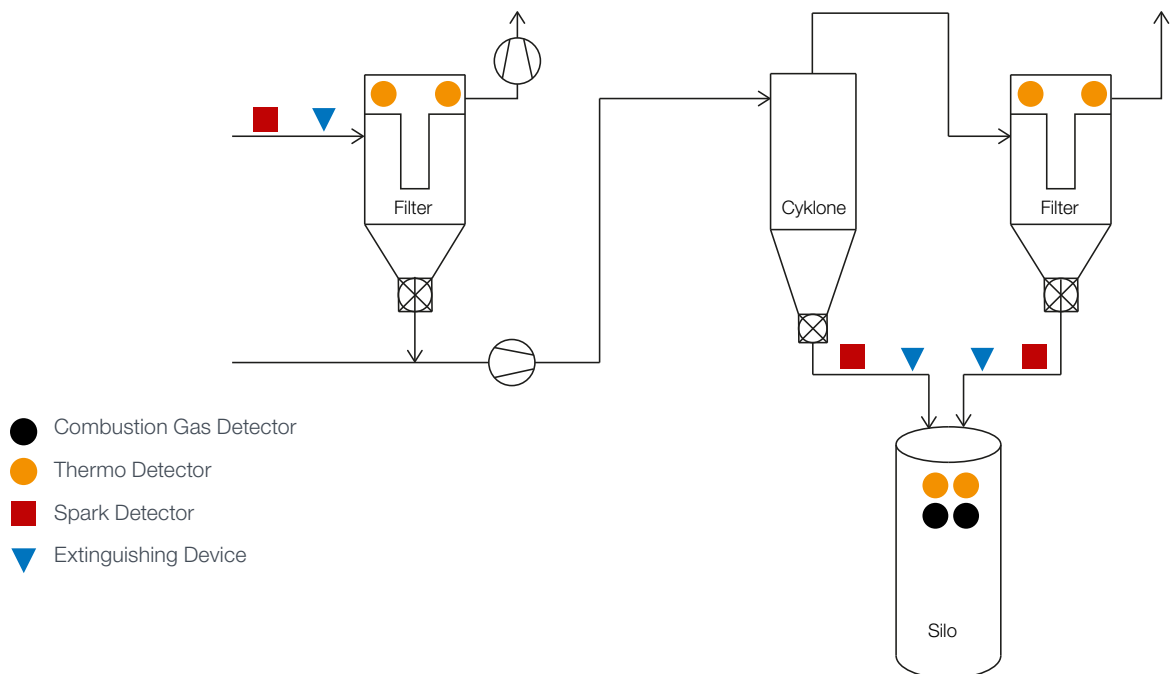 Filter
Cyklone
Filter
Combustion Gas Detector
Thermo Detector
Spark Detector
Extinguishing Device
Silo